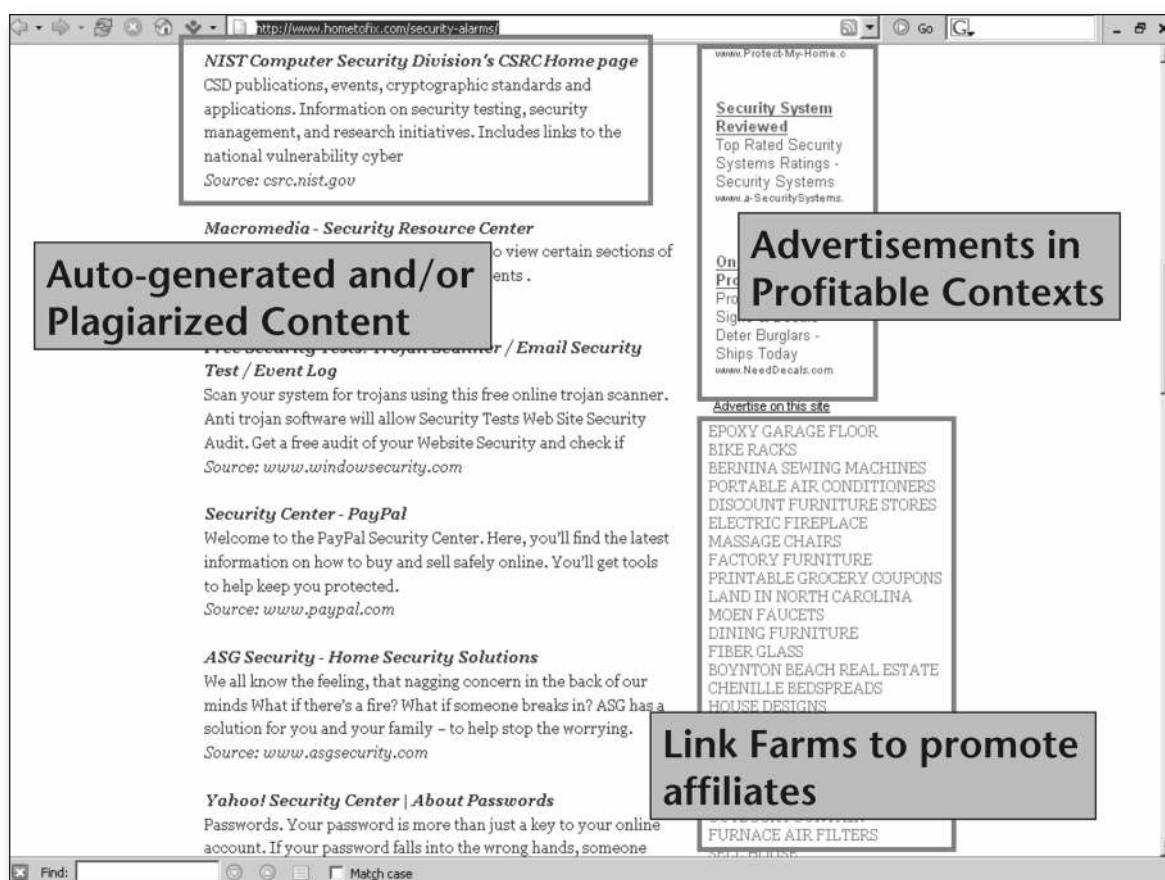 http://www.hometofix.com/security-alarms/
Go
NIST Computer Security Division's CSRC Home page
CSD publications, events, cryptographic standards and
applications. Information on security testing, security
management, and research initiatives. Includes links to the
national vulnerability cyber
Source: csrc.nist.gov
Macromedia - Security Resource Center
o view certain sections of
ents .
Auto-generated and/or
Plagiarized Content
Free Security Tests: Trojan Scanner / Email Security
Test / Event Log
Scan your system for trojans using this free online trojan scanner.
Anti trojan software will allow Security Tests Web Site Security
Audit. Get a free audit of your Website Security and check if
Source: www.windowsecurity.com
Security Center - PayPal
Welcome to the PayPal Security Center. Here, you'll find the latest
information on how to buy and sell safely online. You'll get tools
to help keep you protected.
Source: www.paypal.com
ASG Security - Home Security Solutions
We all know the feeling, that nagging concern in the back of our
minds What if there's a fire? What if someone breaks in? ASG has a
solution for you and your family – to help stop the worrying.
Source: www.asgsecurity.com
Yahoo! Security Center | About Passwords
Passwords. Your password is more than just a key to your online
account. If your password falls into the wrong hands, someone
www.Protect-My-Home.c
Security System
Reviewed
Top Rated Security
Systems Ratings -
Security Systems
www.a-SecuritySystems.
Advertisements in
Profitable Contexts
On
Pro
Pro
Deter Burglars -
Ships Today
www.NeedDecals.com
Advertise on this site
EPOXY GARAGE FLOOR
BIKE RACKS
BERNINA SEWING MACHINES
PORTABLE AIR CONDITIONERS
DISCOUNT FURNITURE STORES
ELECTRIC FIREPLACE
MASSAGE CHAIRS
FACTORY FURNITURE
PRINTABLE GROCERY COUPONS
LAND IN NORTH CAROLINA
MOEN FAUCETS
DINING FURNITURE
FIBER GLASS
BOYNTON BEACH REAL ESTATE
CHENILLE BEDSPREADS
HOUSE DESIGNS
Link Farms to promote
affiliates
FURNACE AIR FILTERS
SELL HOUSE
Find:
Match case